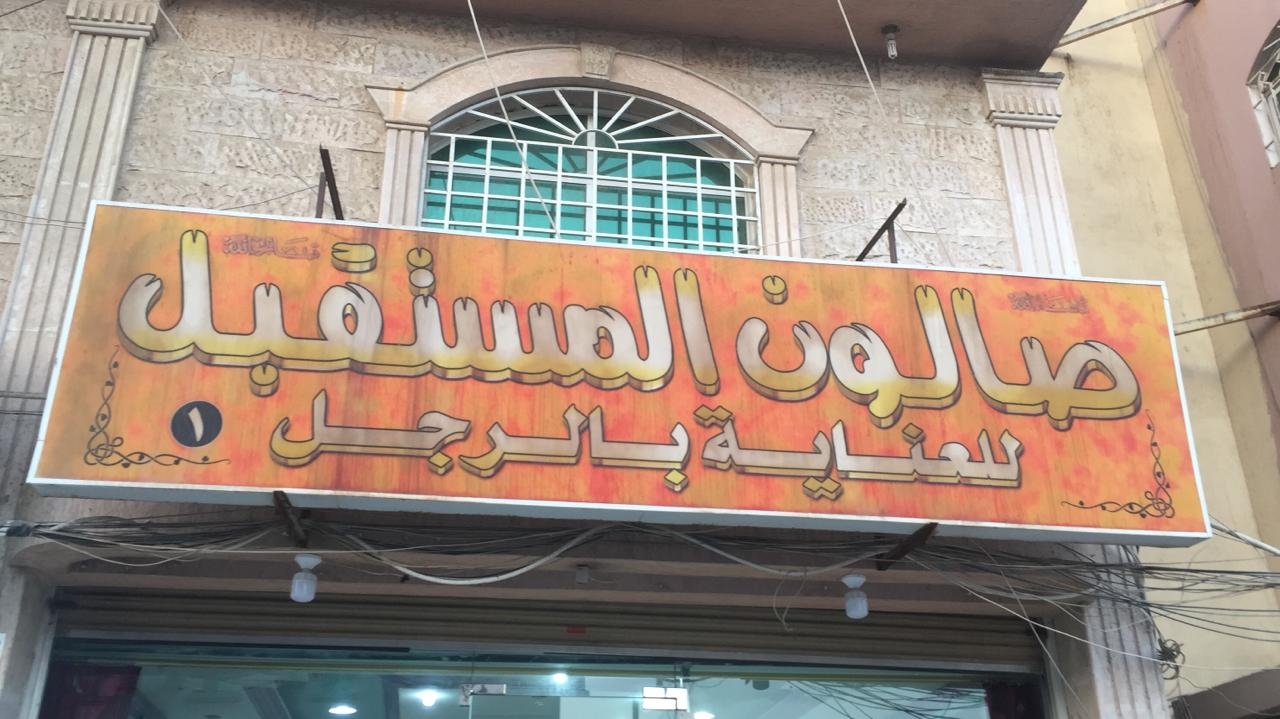 صالون المستقبل
للعناية بالرجل
١